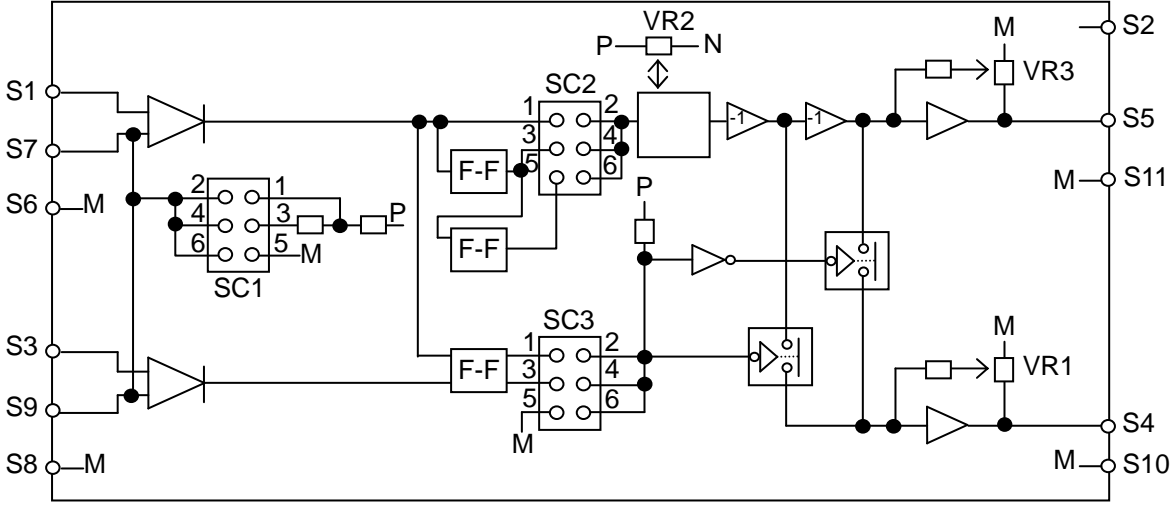 VR2
P N
M
S2
S1
SC2
VR3
1 2
-1
-1
S5
S7
3 4
F-F
5 6
P
M S11
2 1
S6 M
4 3
P
F-F
6 5 M
SC1
SC3
M
S3
1 2
F-F
3 4
VR1
S9
5 6
M
S4
S8 M
M S10